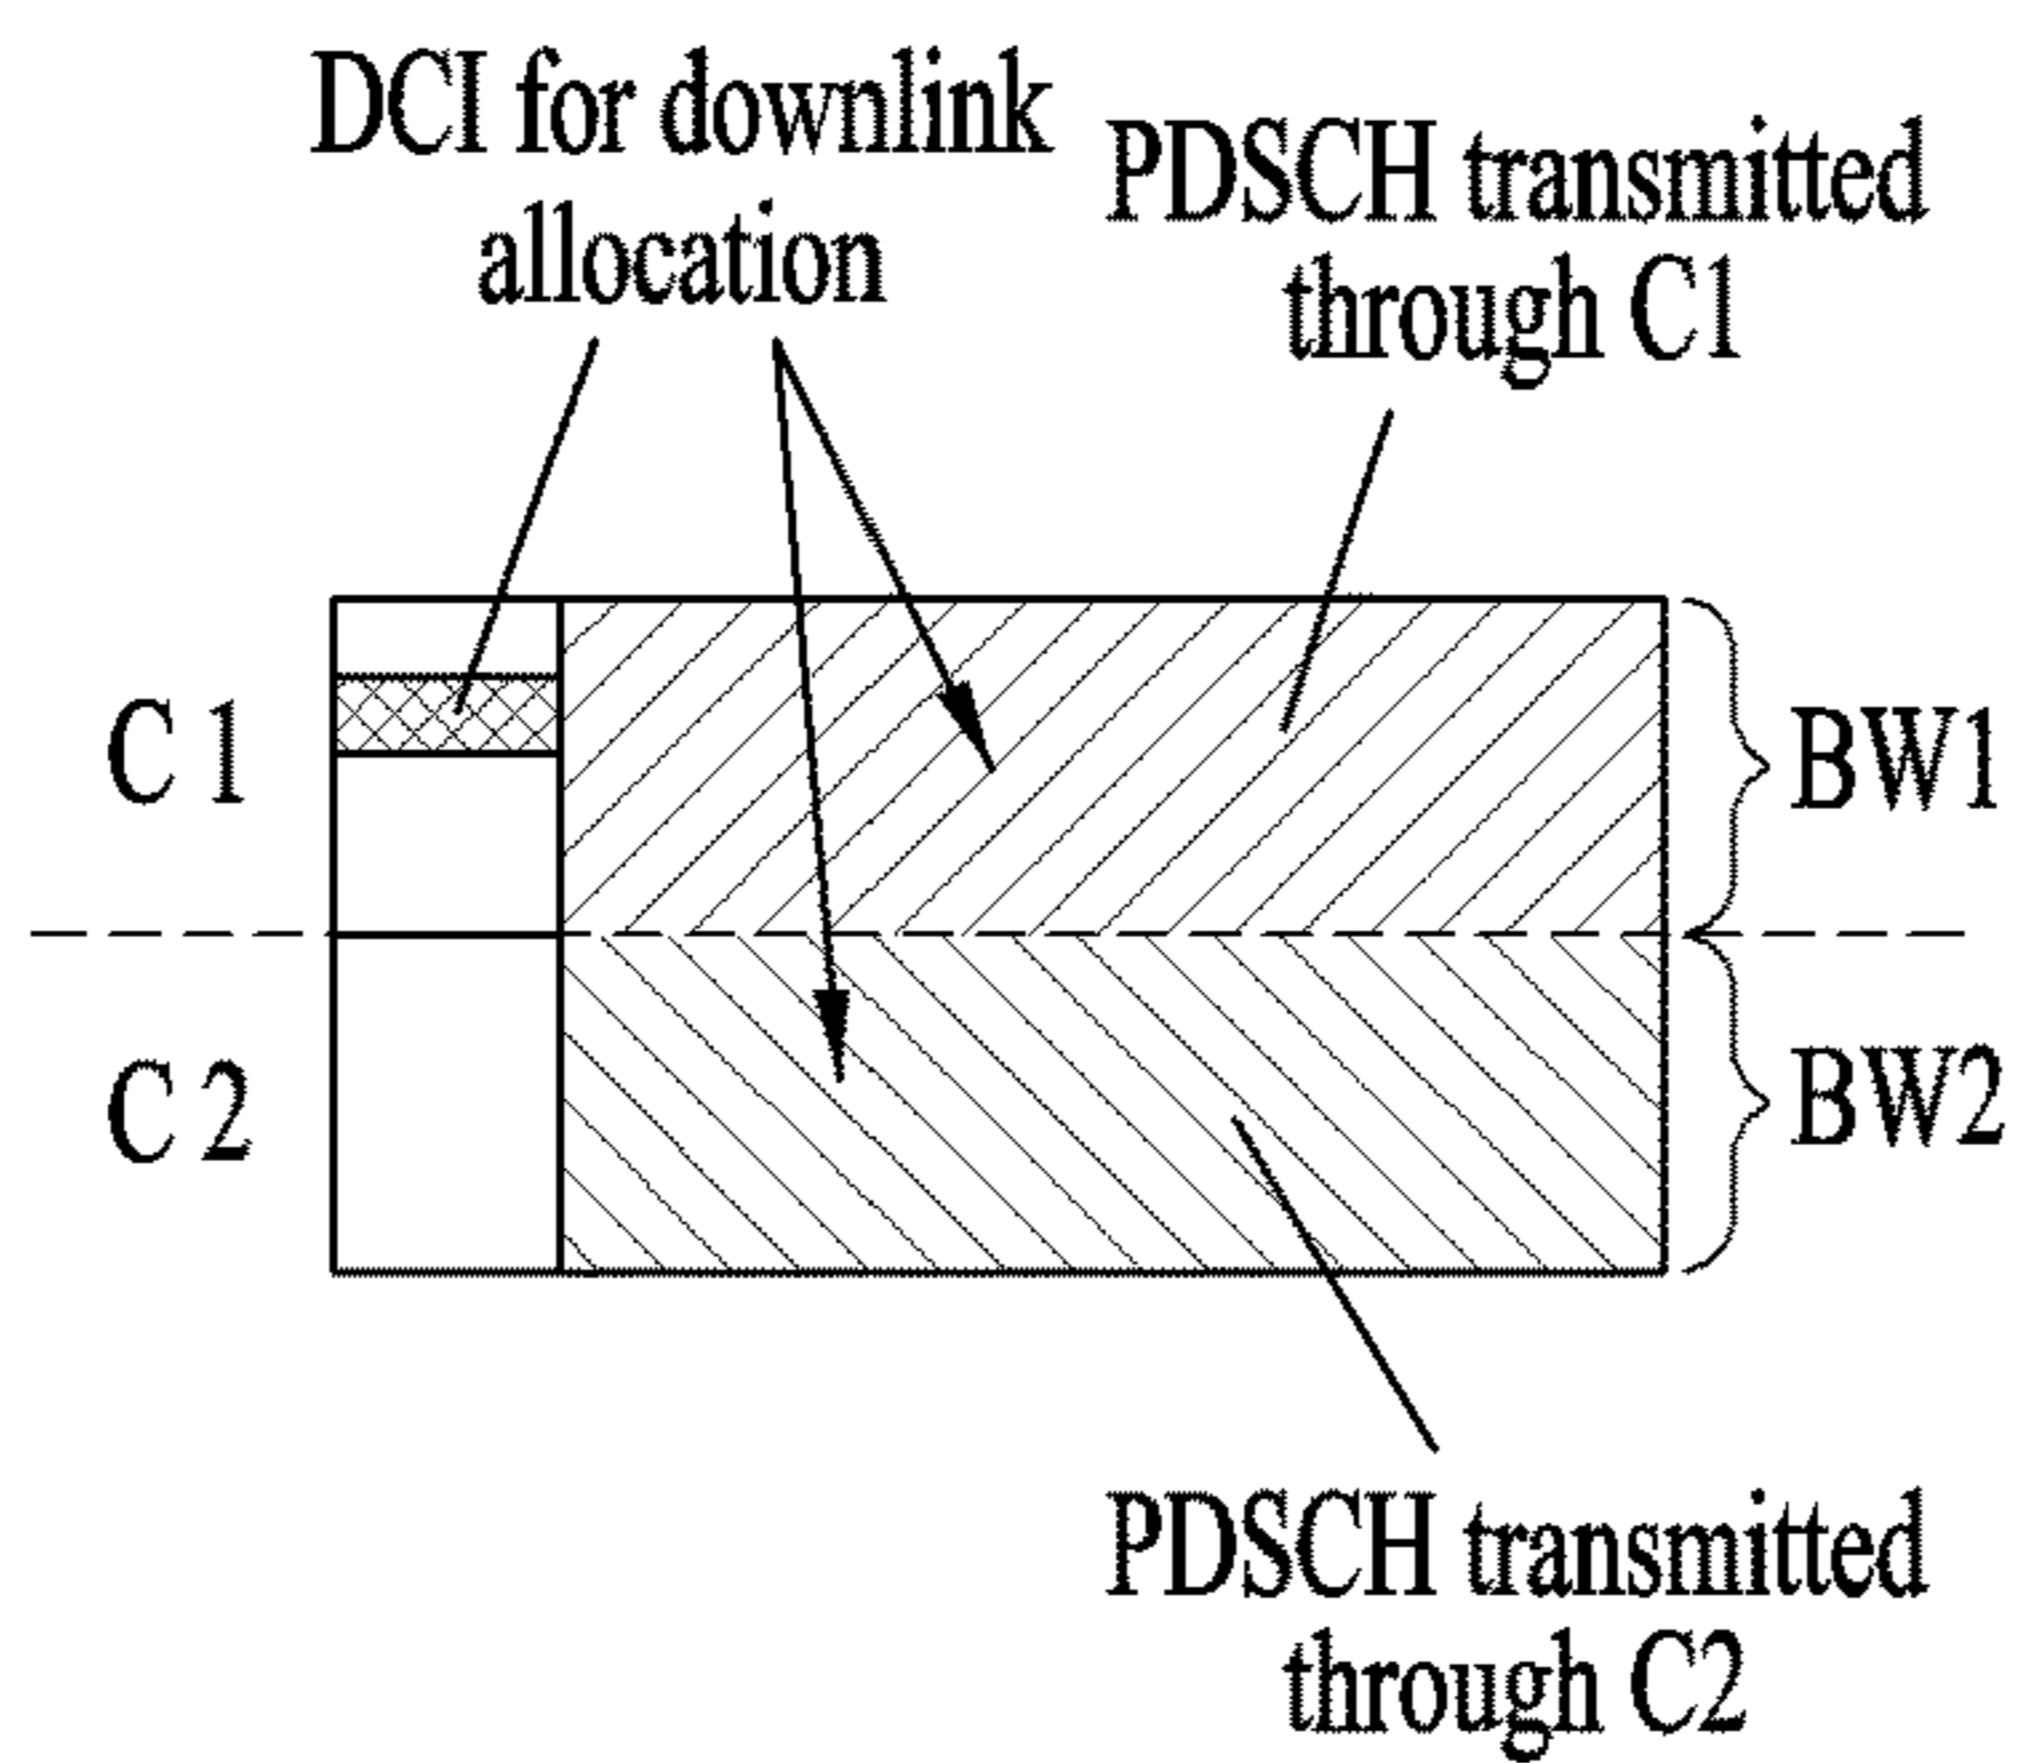 DCI for downlink
allocation
PDSCH transmitted
through C1
C 1
BW1
C 2
BW2
PDSCH transmitted
through C2